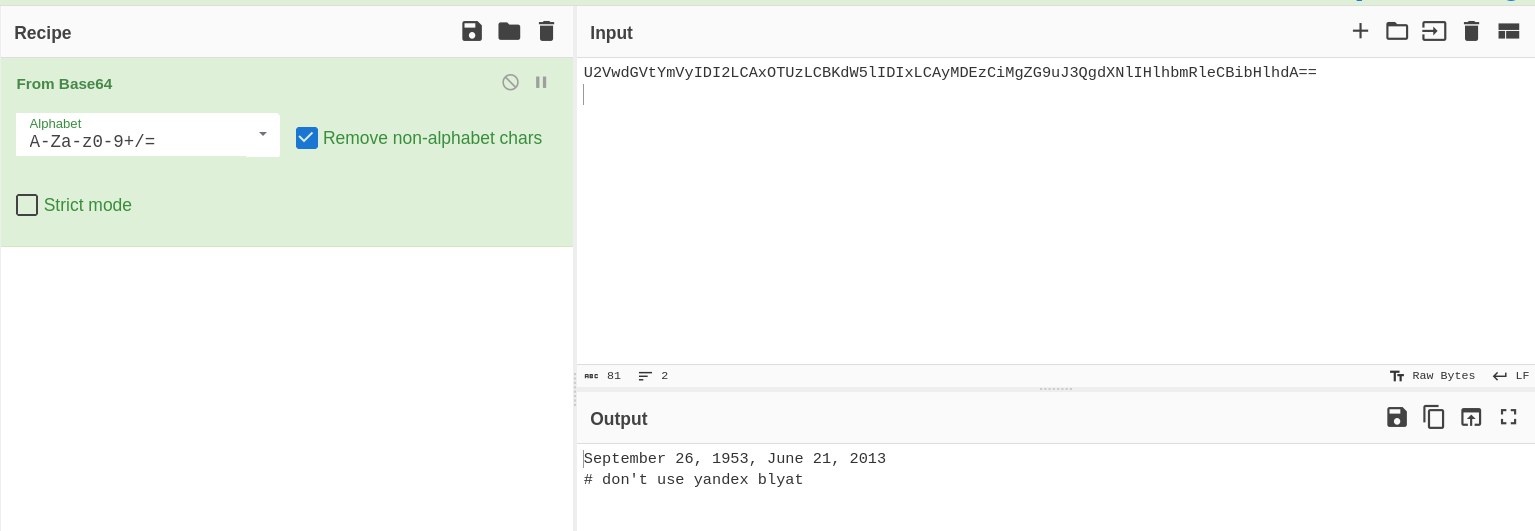 Recipe
From Base64
Alphabet
A-Za-z0-9+/=
Remove non-alphabet chars
Strict mode
Input
U2VwdGVtYmVyIDI2LCAxOTUzLCBKdW5lIDIxLCAyMDEzCiMgZG9uJ3QgdXNlIHlhbmRleCBibHlhdA==
ABC 81
2
Raw Bytes
LF
Output
September 26, 1953, June 21, 2013
# don't use yandex blyat